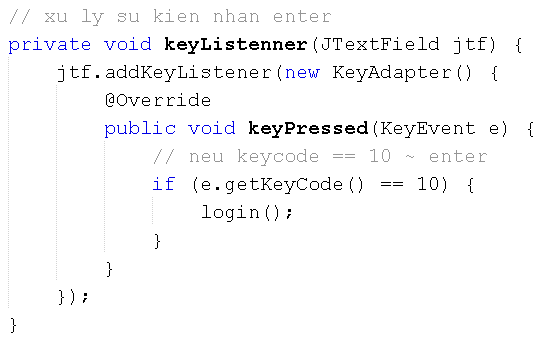 // xu ly su kien nhan enter
private void keyListenner(JTextField jtf) {
    jtf.addKeyListener(new KeyAdapter() {
        @Override
        public void keyPressed(KeyEvent e) {
            // neu keycode == 10 ~ enter
            if (e.getKeyCode() == 10) {
                login();
            }
        }
    });
}